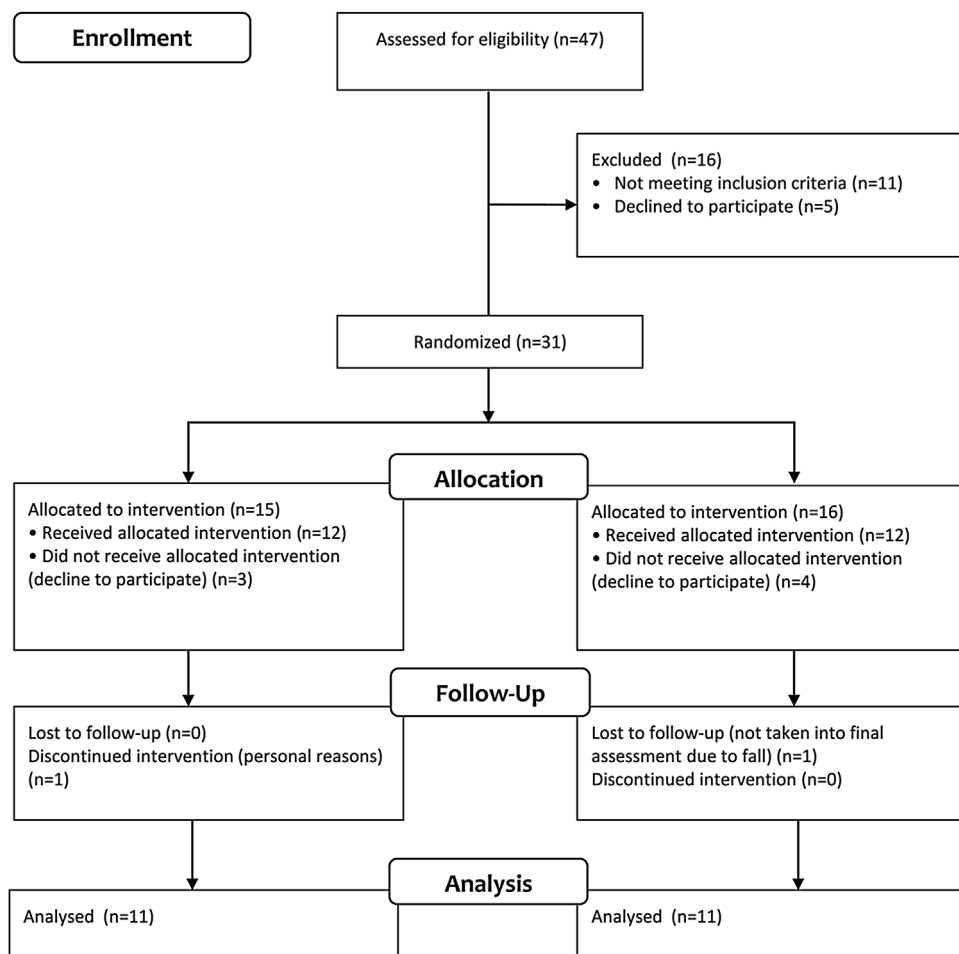 Enrollment
Assessed for eligibility (n=47)
Excluded (n=16)
• Not meeting inclusion criteria (n=11)
• Declined to participate (n=5)
Randomized (n=31)
Allocation
Allocated to intervention (n=15)
• Received allocated intervention (n=12)
• Did not receive allocated intervention
(decline to participate) (n=3)
Allocated to intervention (n=16)
• Received allocated intervention (n=12)
• Did not receive allocated intervention
(decline to participate) (n=4)
Follow-Up
Lost to follow-up (n=0)
Discontinued intervention (personal reasons)
(n=1)
Lost to follow-up (not taken into final
assessment due to fall) (n=1)
Discontinued intervention (n=0)
Analysis
Analysed (n=11)
Analysed (n=11)